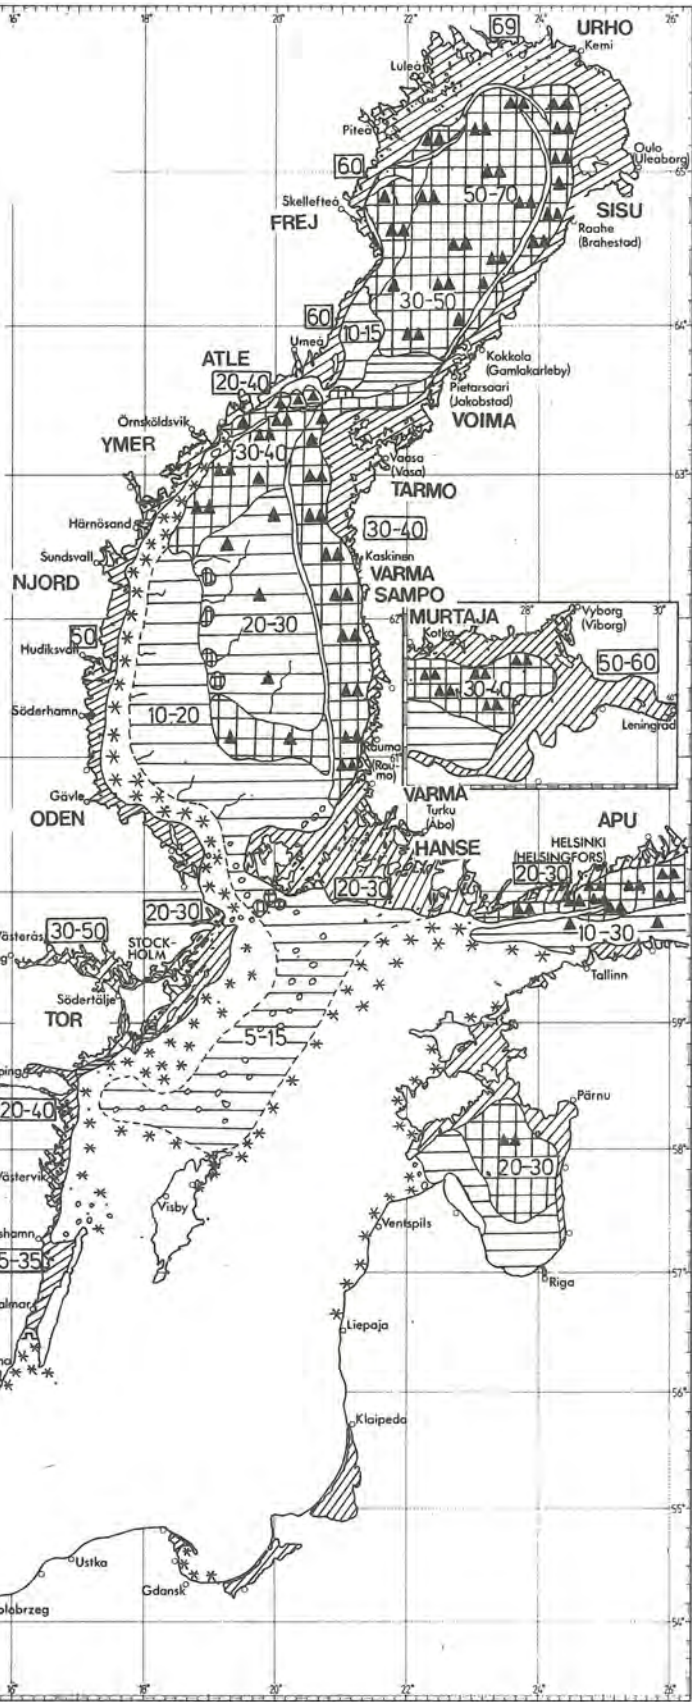 16°
18°
20°
22°
24°
69
URHO
Kemi
Luleå
Piteå
Oulo
(Uleaborg)
65°
60
Skellefteå
FREJ
50-70
SISU
Raahe
(Brahestad)
30-50
60
10-15
64°
Umeå
ATLE
20-40
Kokkola
(Gamlakarleby)
Pietarsaari
(Jakobstad)
VOIMA
Örnsköldsvik
YMER
30-40
Vaasa
(Vasa)
63°
TARMO
Härnösand
30-40
Sundsvall
Kaskinen
NJORD
VARMA
SAMPO
62°
28°
30°
MURTAJA
Kotka
Vyborg
(Viborg)
50
Hudiksvall
20-30
50-60
30-40
60°
Söderhamn
10-20
Leningrad
Rauma
(Rau-
mo)
61°
Gävle
ODEN
VARMA
Turku
(Åbo)
HANSE
APU
HELSINKI
(HELSINGFORS)
20-30
20-30
20-30
30-50
Västerås
STOCK-
HOLM
10-30
Tallinn
Södertälje
TOR
59°
5-15
ping
20-40
Pärnu
58°
20-30
Västervik
Visby
Ventspils
shamn
5-35
57°
Riga
almar
Liepaja
56°
Klaipeda
55°
Ustka
Gdansk
olobrzeg
16°
18°
20°
22°
24°